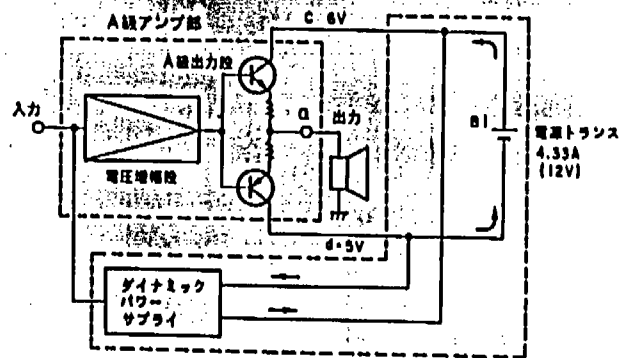 A級アンプ部
C 6V
A級出力段
入力
a
出力
B1
電源トランス
4.33A
(12V)
電圧増幅段
d-5V
ダイナミック
パワー
サプライ